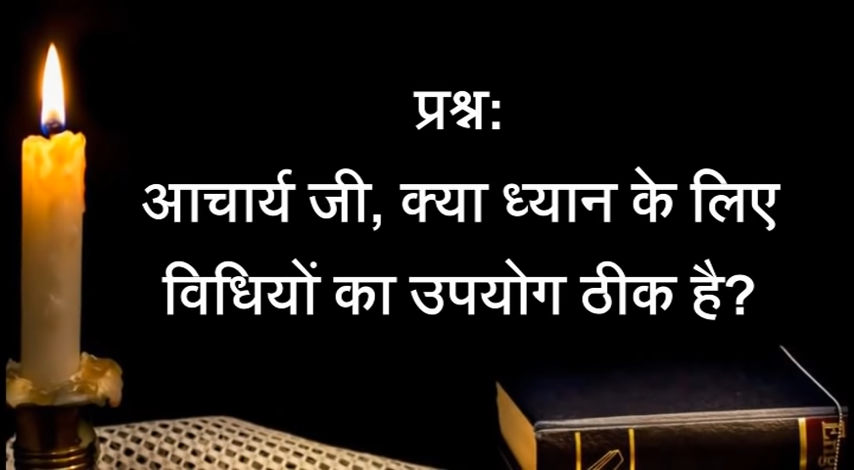 प्रश्न:
आचार्य जी, क्या ध्यान के लिए
विधियों का उपयोग ठीक है?